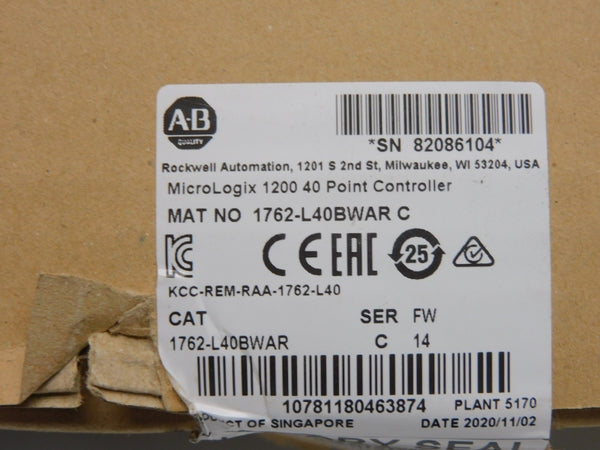 A-B
QUALITY
*SN 82086104*
Rockwell Automation, 1201 S 2nd St, Milwaukee, WI 53204, USA
MicroLogix 1200 40 Point Controller
MAT NO 1762-L40BWAR C
CE EAC 25
KCC-REM-RAA-1762-L40
CAT SER FW
1762-L40BWAR C 14
10781180463874 PLANT 5170
OF SINGAPORE DATE 2020/11/02
SEAL